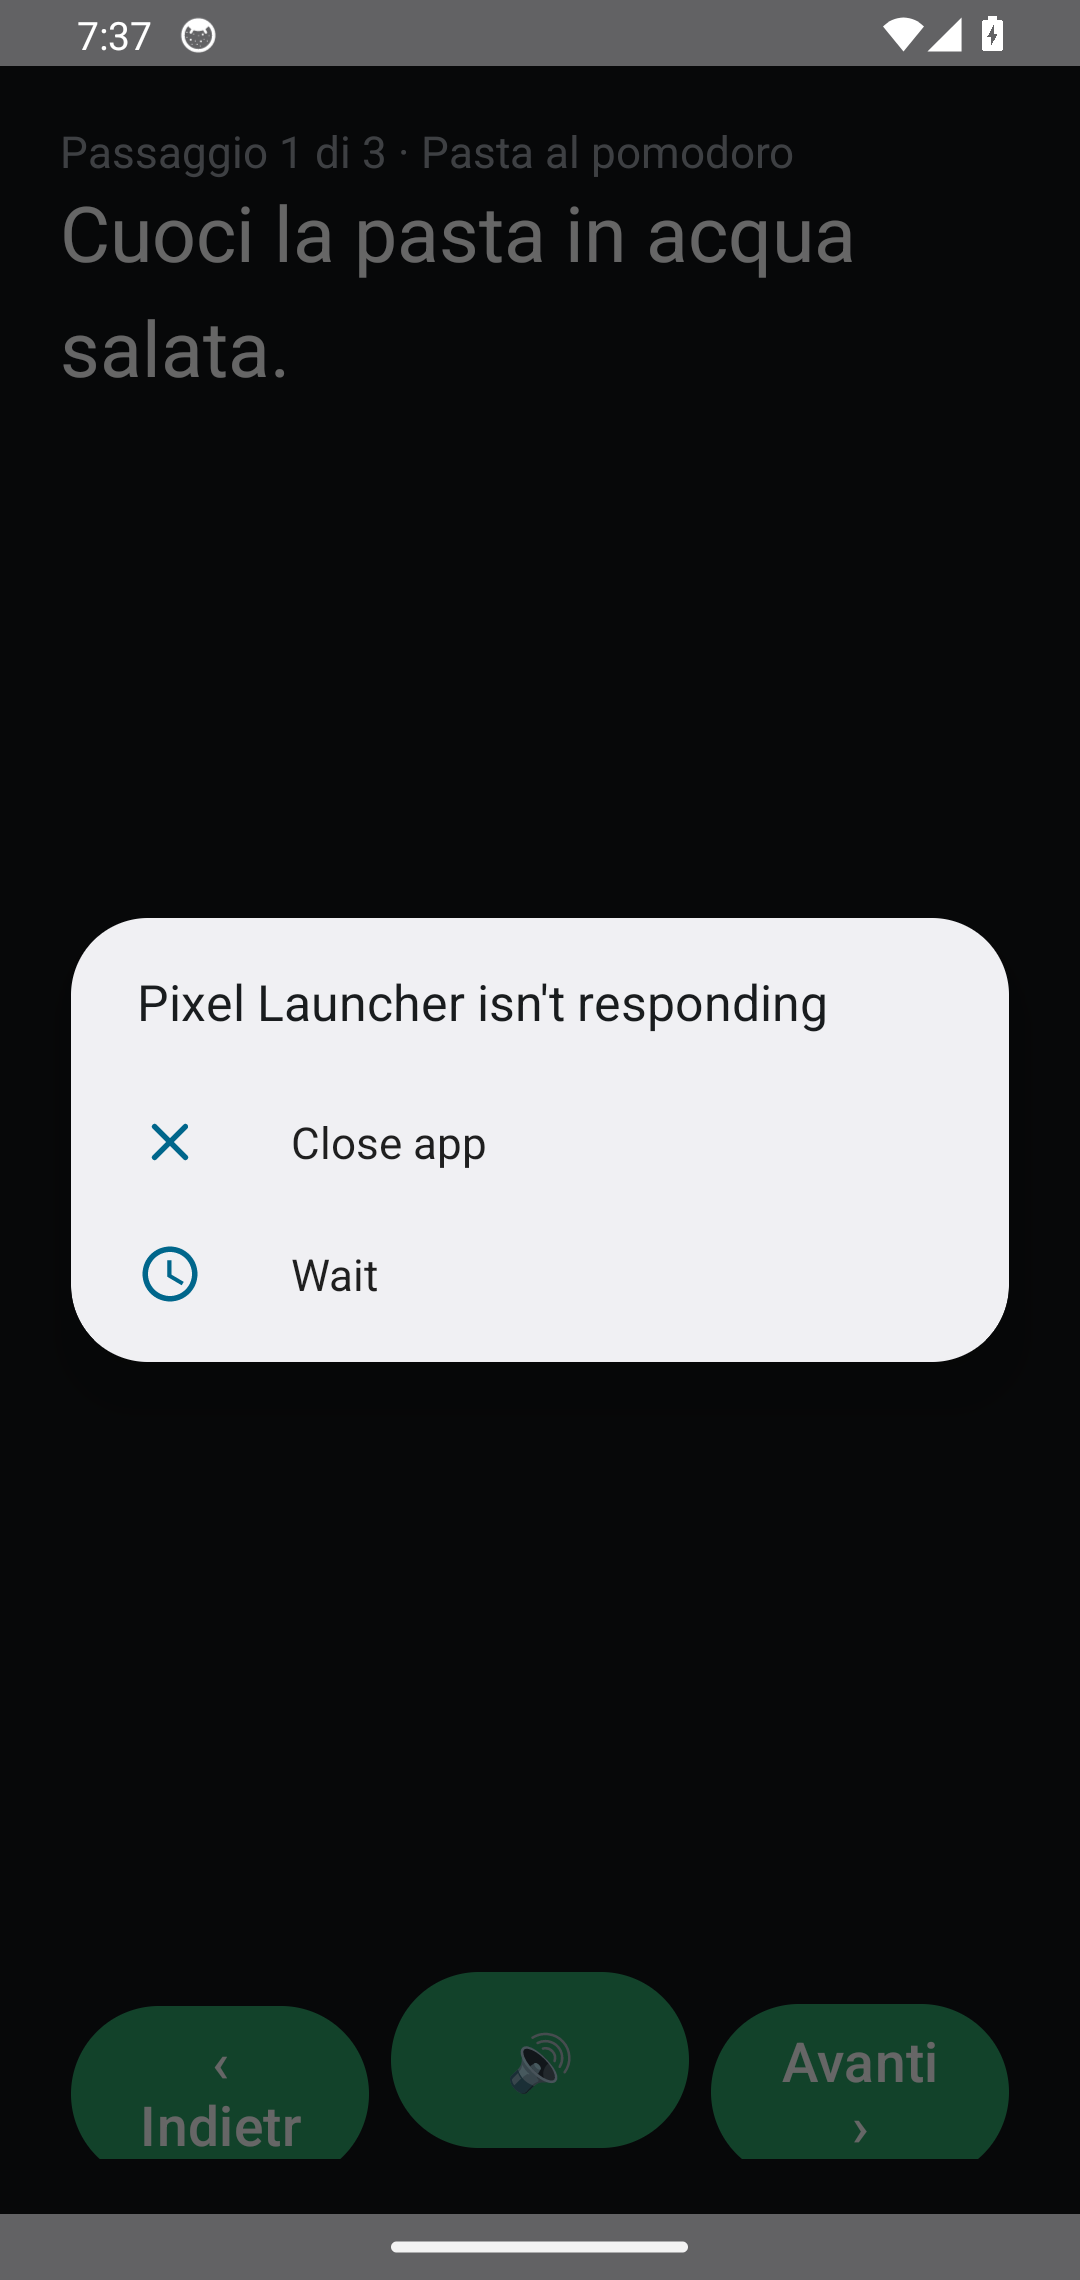 7:37
Passaggio 1 di 3 · Pasta al pomodoro
Cuoci la pasta in acqua
salata.
Pixel Launcher isn't responding
Close app
Wait
‹
Indietr
Avanti
›